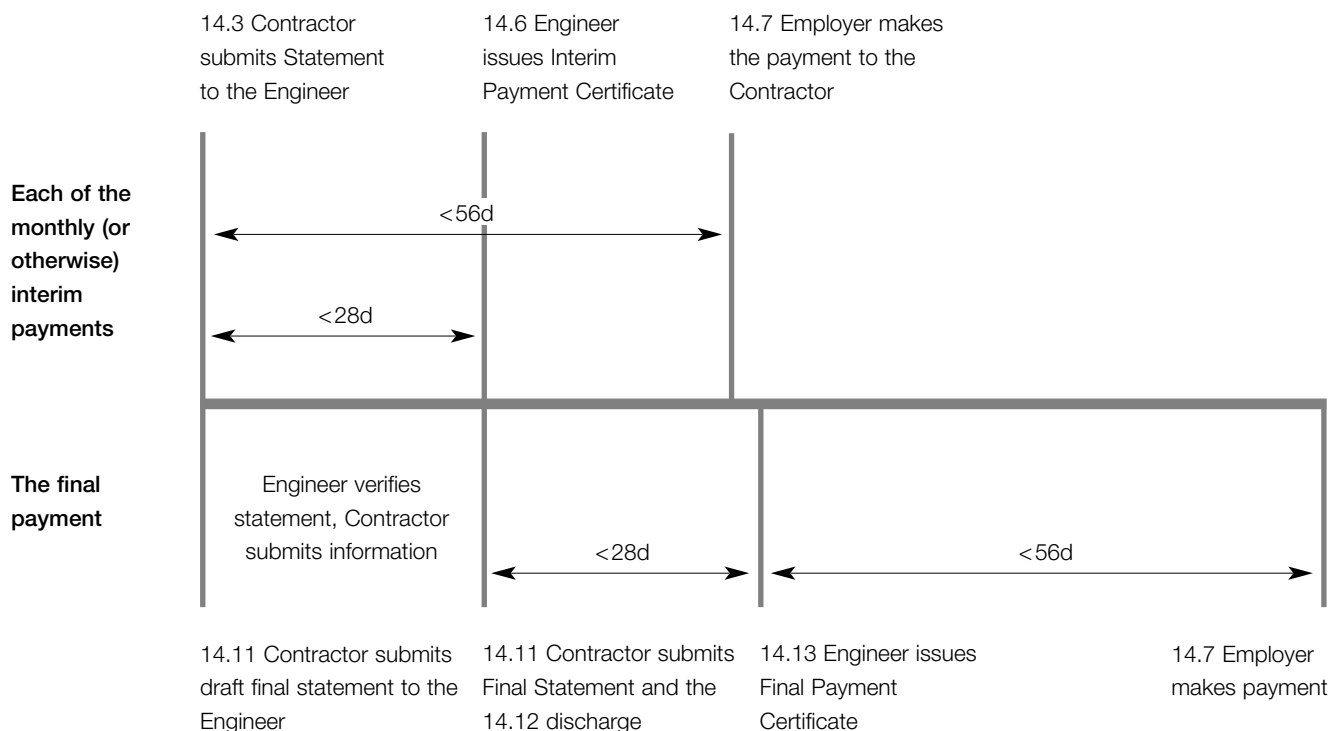 14.3 Contractor
submits Statement
to the Engineer
14.6 Engineer
issues Interim
Payment Certificate
14.7 Employer makes
the payment to the
Contractor
Each of the
monthly (or
otherwise)
interim
payments
<56d
<28d
The final
payment
Engineer verifies
statement, Contractor
submits information
<28d
<56d
14.11 Contractor submits
draft final statement to the
Engineer
14.11 Contractor submits
Final Statement and the
14.12 discharge
14.13 Engineer issues
Final Payment
Certificate
14.7 Employer
makes payment